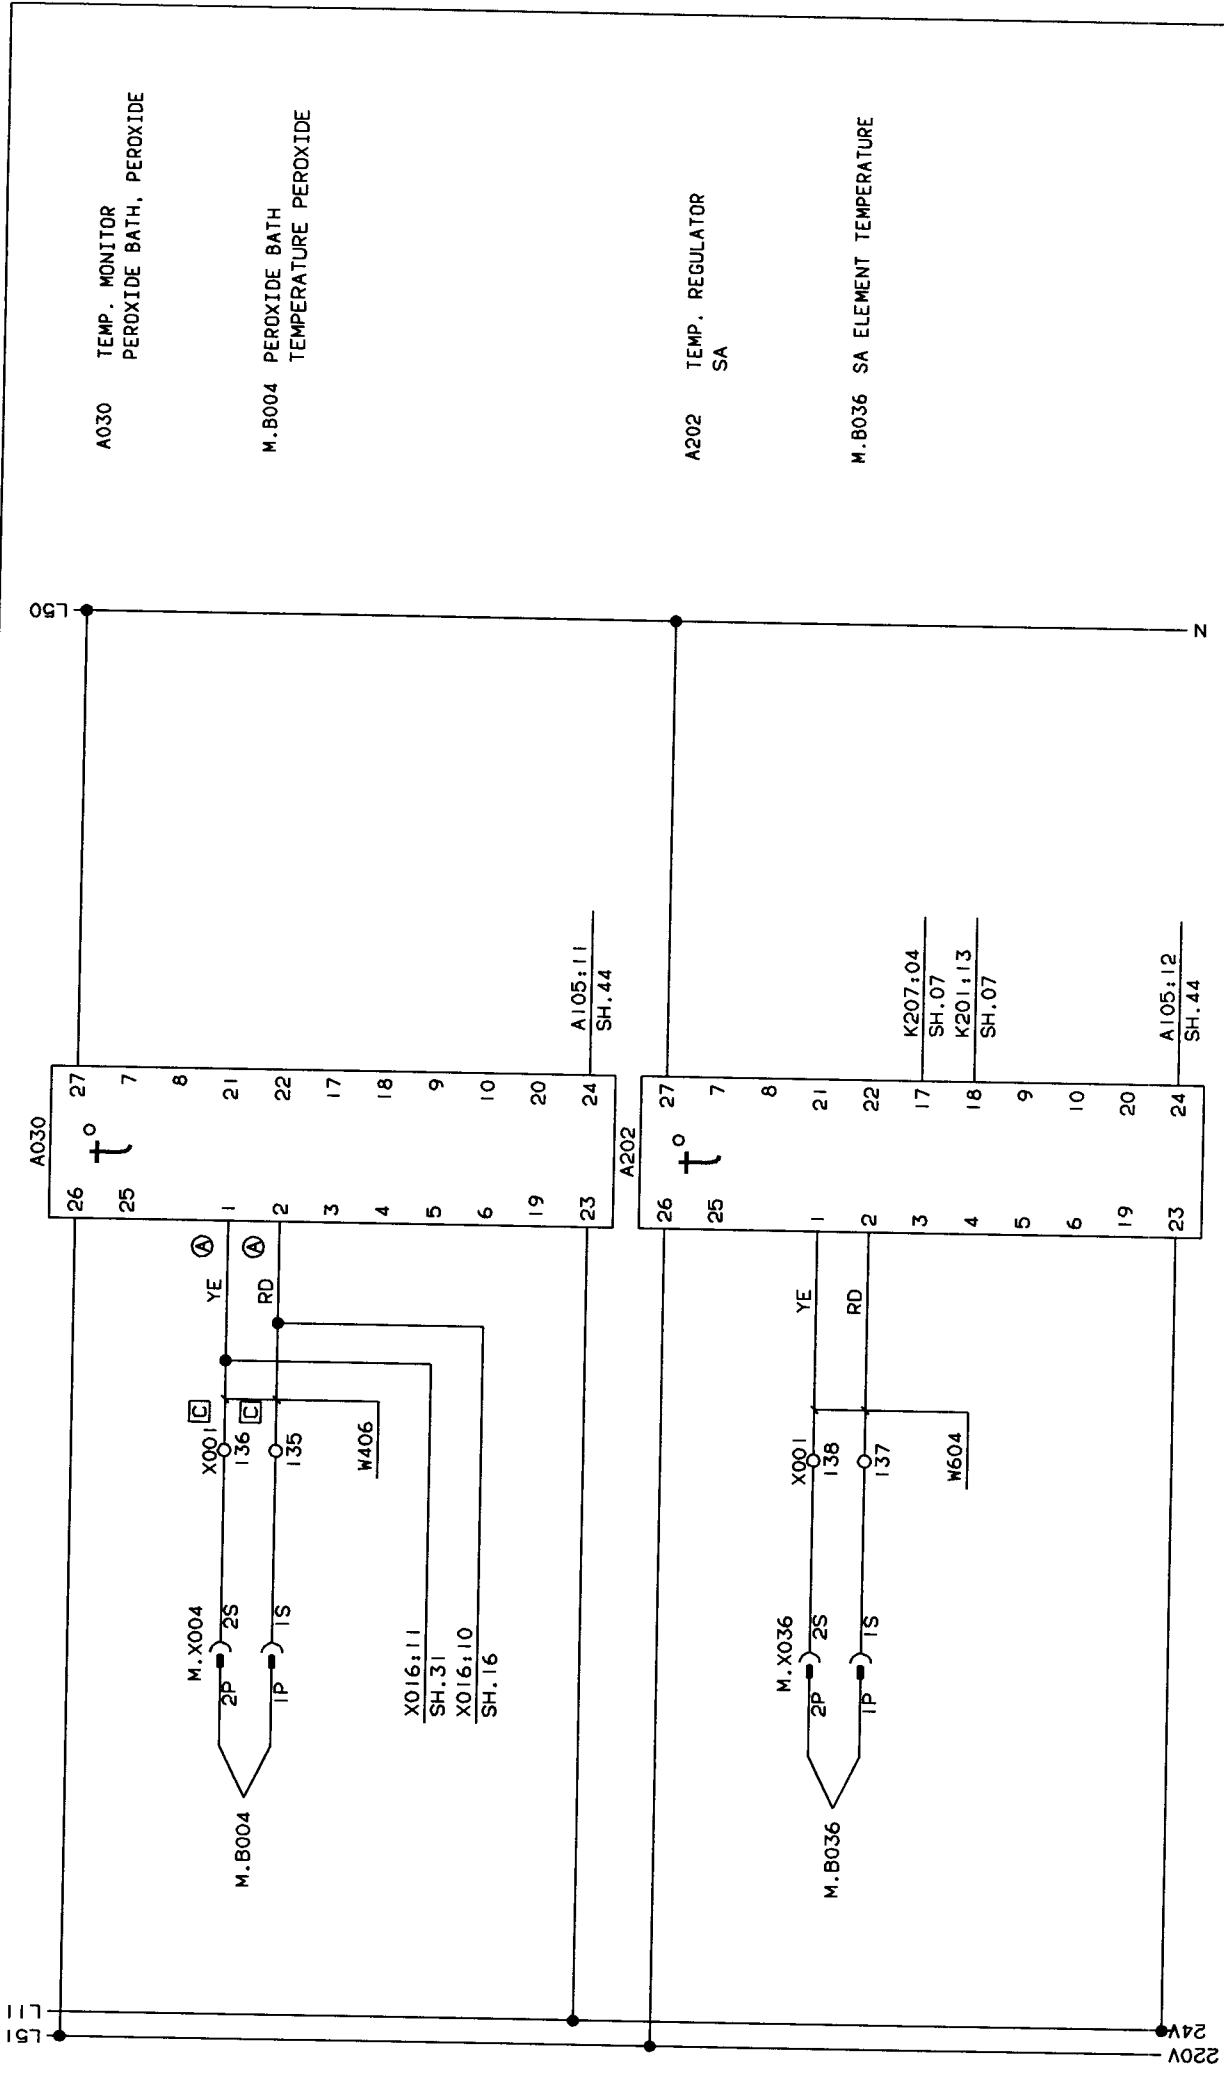 L51
L11
L50
A030
26
27
25
7
8
1
21
2
22
3
17
4
18
5
9
6
10
19
20
23
24
t°
YE
Ⓐ
RD
Ⓐ
X001
C
136
C
135
W406
M.X004
2P
2S
1P
1S
M.B004
X016:11
SH.31
X016:10
SH.16
A105:11
SH.44
A030 TEMP. MONITOR
PEROXIDE BATH, PEROXIDE
M.B004 PEROXIDE BATH
TEMPERATURE PEROXIDE
A202
26
27
25
7
8
1
21
2
22
3
17
4
18
5
9
6
10
19
20
23
24
t°
YE
RD
X001
138
137
W604
M.X036
2P
2S
1P
1S
M.B036
K207:04
SH.07
K201:13
SH.07
A105:12
SH.44
A202 TEMP. REGULATOR
SA
M.B036 SA ELEMENT TEMPERATURE
220V
24V
N